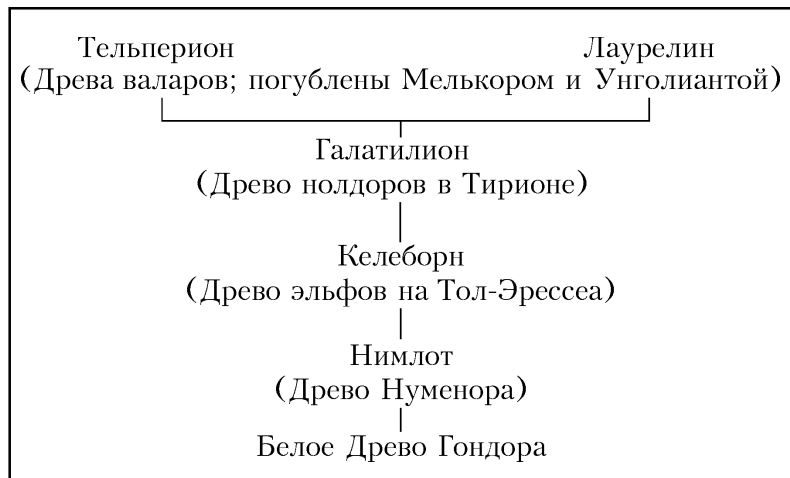 Тельперион Лаурелин
(Древа валаров; погублены Мелькором и Унголиантой)
Галатилион
(Древо нолдоров в Тирионе)
Келеборн
(Древо эльфов на Тол-Эрессеа)
Нимлот
(Древо Нуменора)
Белое Древо Гондора